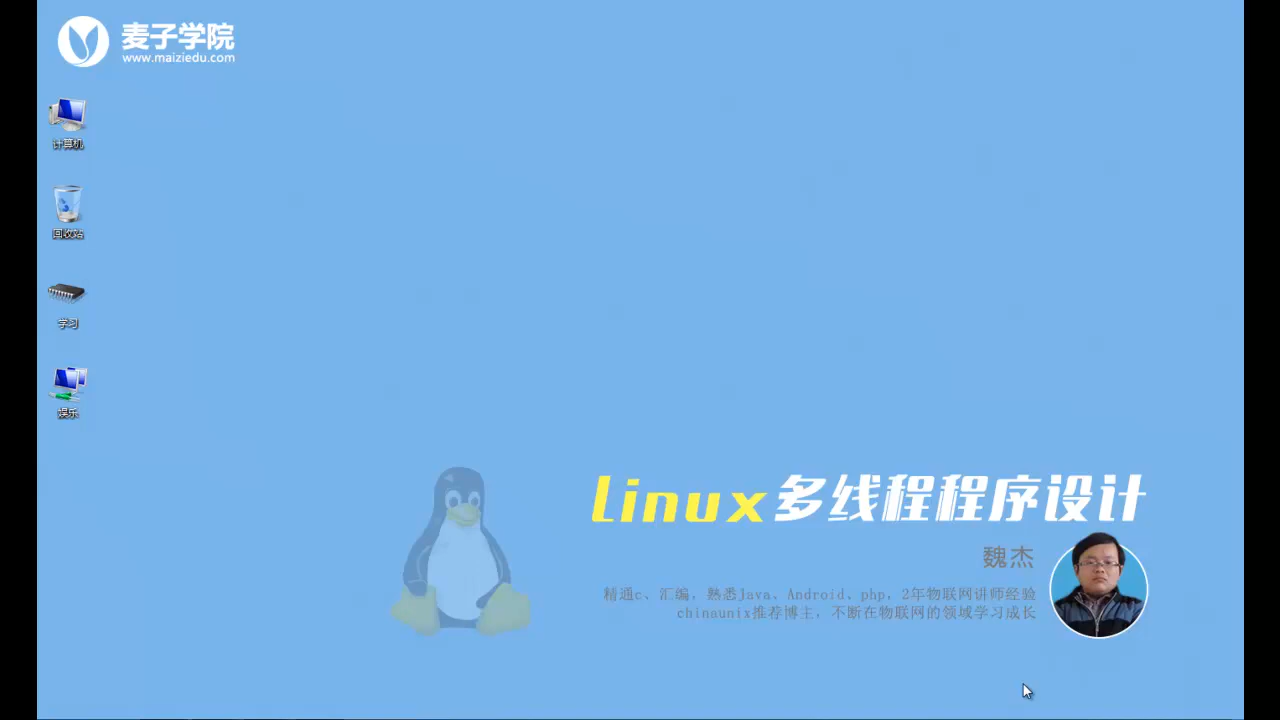 麦子学院
www.maiziedu.com
计算机
回收站
学习
娱乐
Linux多线程程序设计
魏杰
精通c、汇编，熟悉Java、Android、php，2年物联网讲师经验
chinaunix推荐博主，不断在物联网的领域学习成长